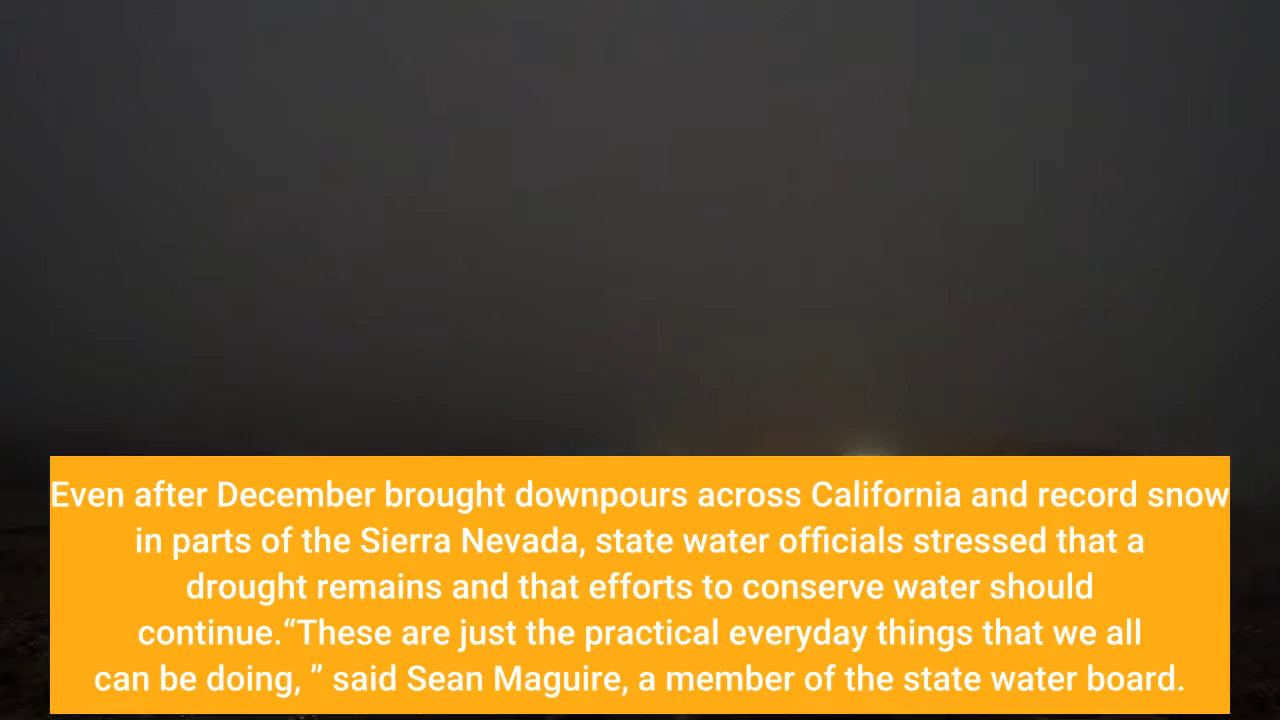 Even after December brought downpours across California and record snow
in parts of the Sierra Nevada, state water officials stressed that a
drought remains and that efforts to conserve water should
continue.“These are just the practical everyday things that we all
can be doing, ” said Sean Maguire, a member of the state water board.